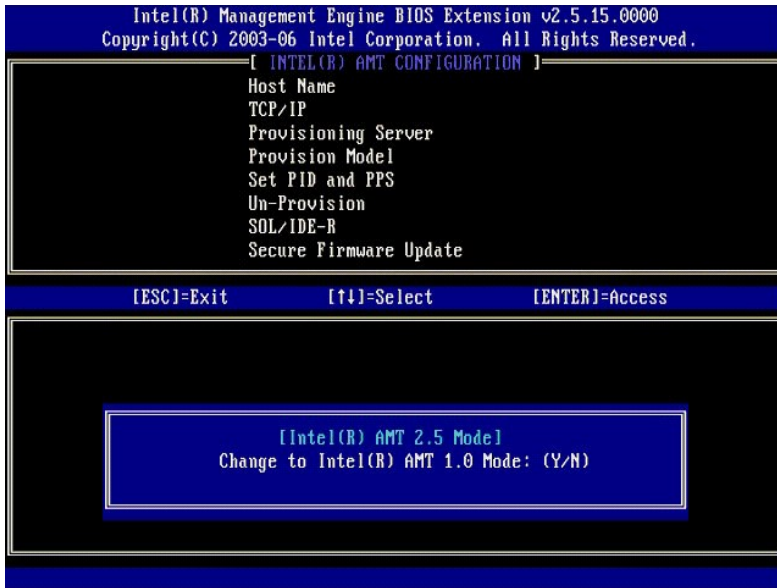 Intel(R) Management Engine BIOS Extension v2.5.15.0000
Copyright(C) 2003-06 Intel Corporation. All Rights Reserved.
[ INTEL(R) AMT CONFIGURATION ]
Host Name
TCP/IP
Provisioning Server
Provision Model
Set PID and PPS
Un-Provision
SOL/IDE-R
Secure Firmware Update
[ESC]=Exit [↑↓]=Select [ENTER]=Access
[Intel(R) AMT 2.5 Mode]
Change to Intel(R) AMT 1.0 Mode: (Y/N)